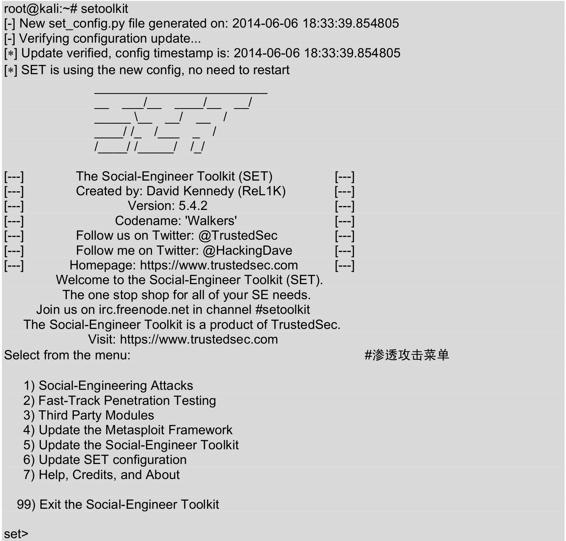 root@kali:~# setoolkit
[-] New set_config.py file generated on: 2014-06-06 18:33:39.854805
[-] Verifying configuration update...
[*] Update verified, config timestamp is: 2014-06-06 18:33:39.854805
[*] SET is using the new config, no need to restart
[---] The Social-Engineer Toolkit (SET) [---]
[---] Created by: David Kennedy (ReL1K) [---]
[---] Version: 5.4.2 [---]
[---] Codename: 'Walkers' [---]
[---] Follow us on Twitter: @TrustedSec [---]
[---] Follow me on Twitter: @HackingDave [---]
[---] Homepage: https://www.trustedsec.com [---]
Welcome to the Social-Engineer Toolkit (SET).
The one stop shop for all of your SE needs.
Join us on irc.freenode.net in channel #setoolkit
The Social-Engineer Toolkit is a product of TrustedSec.
Visit: https://www.trustedsec.com
Select from the menu: #渗透攻击菜单
1) Social-Engineering Attacks
2) Fast-Track Penetration Testing
3) Third Party Modules
4) Update the Metasploit Framework
5) Update the Social-Engineer Toolkit
6) Update SET configuration
7) Help, Credits, and About
99) Exit the Social-Engineer Toolkit
set>